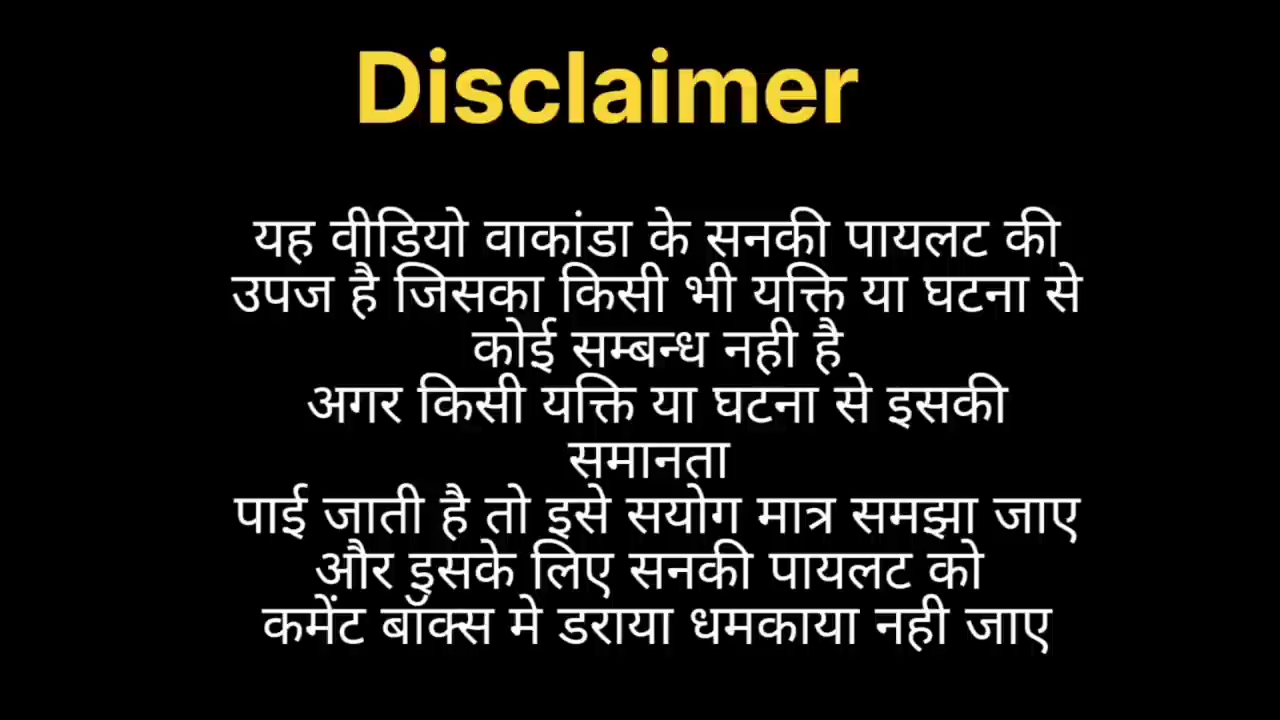 Disclaimer
यह वीडियो वाकांडा के सनकी पायलट की
उपज है जिसका किसी भी यक्ति या घटना से
कोई सम्बन्ध नही है
अगर किसी यक्ति या घटना से इसकी
समानता
पाई जाती है तो इसे सयोग मात्र समझा जाए
और इसके लिए सनकी पायलट को
कमेंट बॉक्स मे डराया धमकाया नही जाए